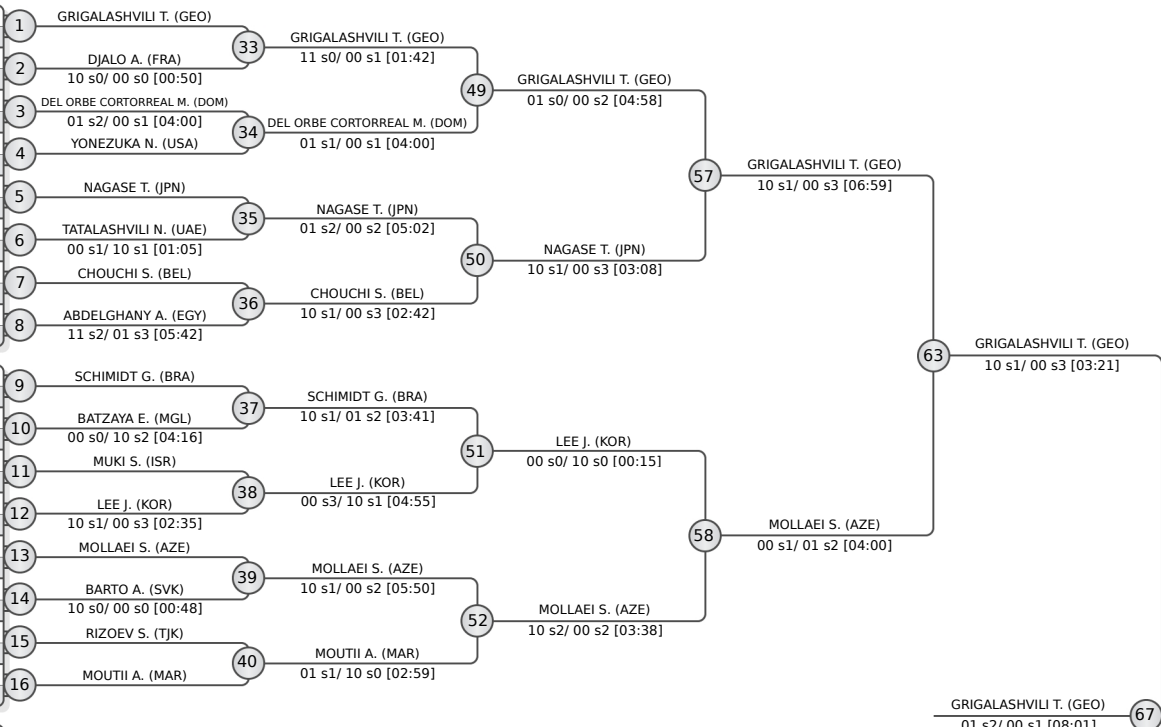 1
GRIGALASHVILI T. (GEO)
33
GRIGALASHVILI T. (GEO)
11 s0/ 00 s1 [01:42]
2
DJALO A. (FRA)
10 s0/ 00 s0 [00:50]
49
GRIGALASHVILI T. (GEO)
01 s0/ 00 s2 [04:58]
3
DEL ORBE CORTORREAL M. (DOM)
01 s2/ 00 s1 [04:00]
34
DEL ORBE CORTORREAL M. (DOM)
01 s1/ 00 s1 [04:00]
4
YONEZUKA N. (USA)
57
GRIGALASHVILI T. (GEO)
10 s1/ 00 s3 [06:59]
5
NAGASE T. (JPN)
35
NAGASE T. (JPN)
01 s2/ 00 s2 [05:02]
6
TATALASHVILI N. (UAE)
00 s1/ 10 s1 [01:05]
50
NAGASE T. (JPN)
10 s1/ 00 s3 [03:08]
7
CHOUCHI S. (BEL)
36
CHOUCHI S. (BEL)
10 s1/ 00 s3 [02:42]
8
ABDELGHANY A. (EGY)
11 s2/ 01 s3 [05:42]
63
GRIGALASHVILI T. (GEO)
10 s1/ 00 s3 [03:21]
9
SCHIMIDT G. (BRA)
37
SCHIMIDT G. (BRA)
10 s1/ 01 s2 [03:41]
10
BATZAYA E. (MGL)
00 s0/ 10 s2 [04:16]
51
LEE J. (KOR)
00 s0/ 10 s0 [00:15]
11
MUKI S. (ISR)
38
LEE J. (KOR)
00 s3/ 10 s1 [04:55]
12
LEE J. (KOR)
10 s1/ 00 s3 [02:35]
58
MOLLAEI S. (AZE)
00 s1/ 01 s2 [04:00]
13
MOLLAEI S. (AZE)
39
MOLLAEI S. (AZE)
10 s1/ 00 s2 [05:50]
14
BARTO A. (SVK)
10 s0/ 00 s0 [00:48]
52
MOLLAEI S. (AZE)
10 s2/ 00 s2 [03:38]
15
RIZOEV S. (TJK)
40
MOUTII A. (MAR)
01 s1/ 10 s0 [02:59]
16
MOUTII A. (MAR)
GRIGALASHVILI T. (GEO)
67
01 s2/ 00 s1 [08:01]